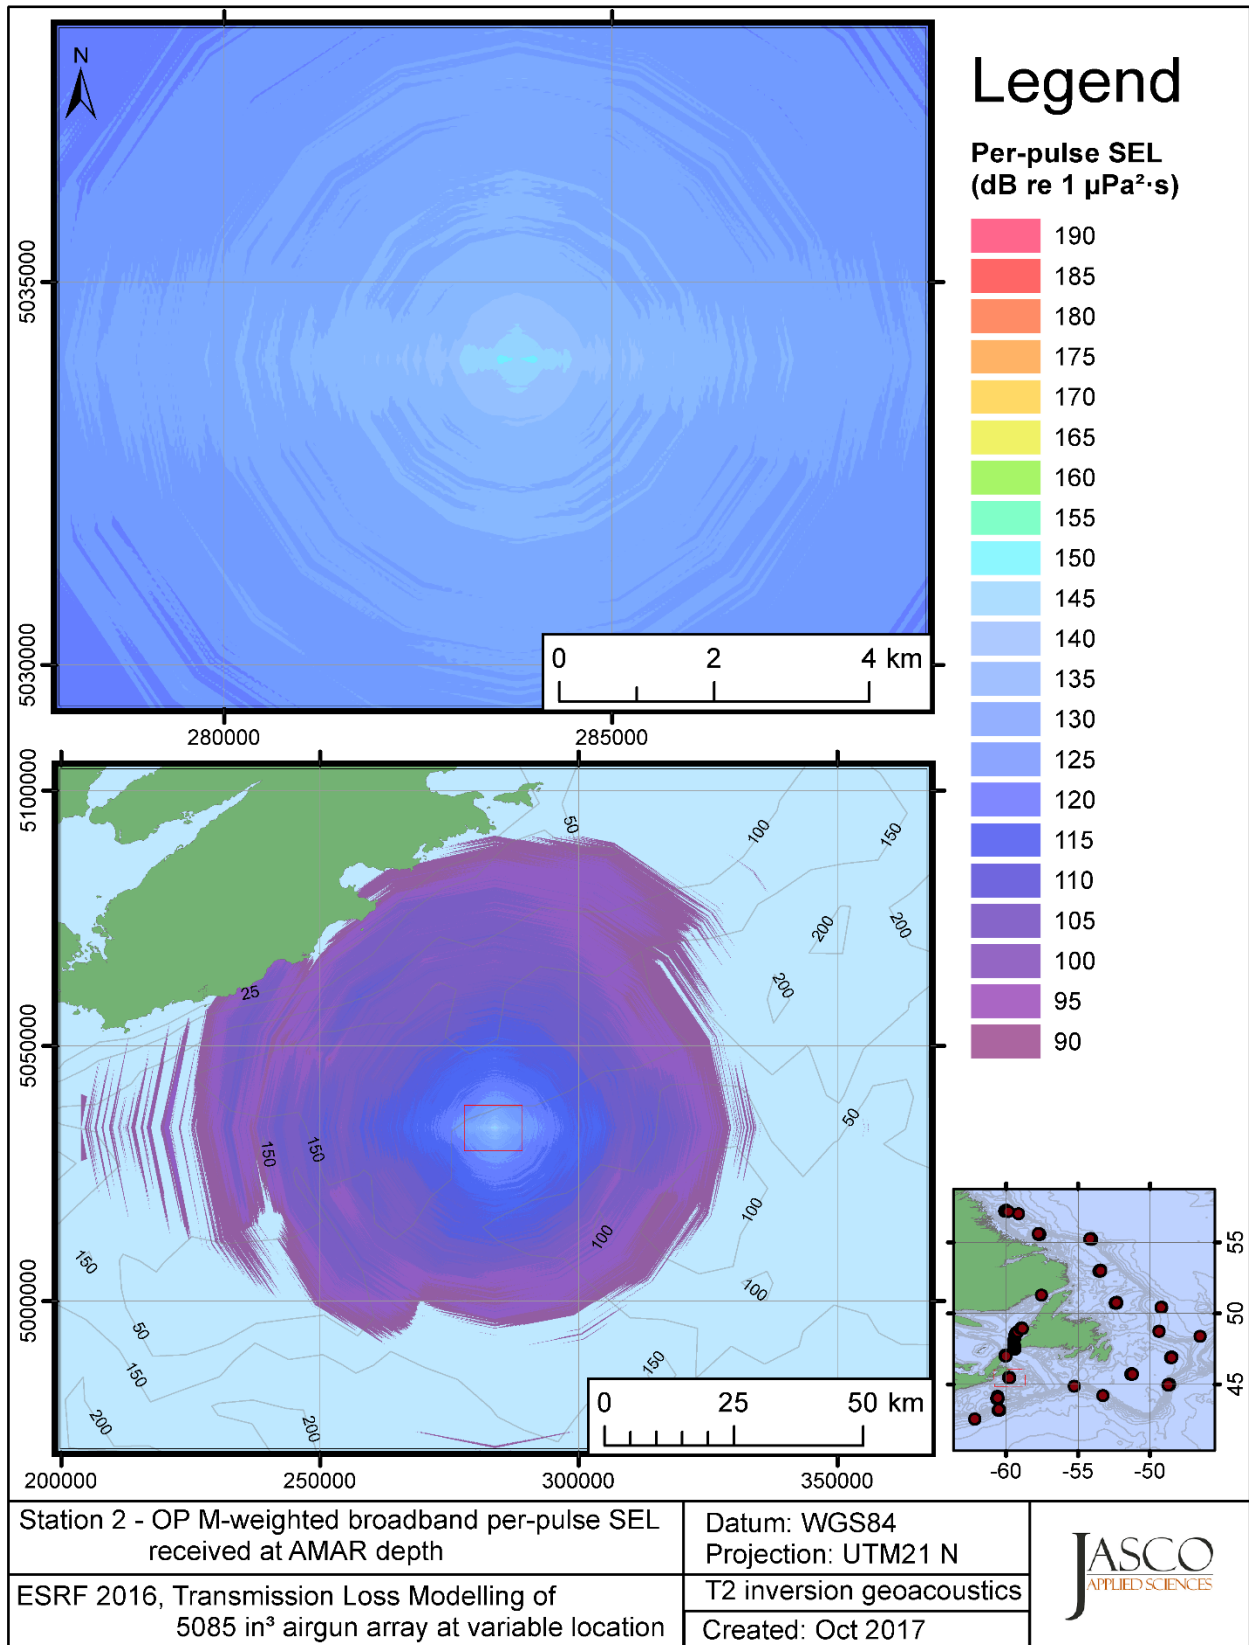 N
5035000
5030000
0 2 4 km
280000 285000
Legend
Per-pulse SEL
(dB re 1 µPa²·s)
190
185
180
175
170
165
160
155
150
145
140
135
130
125
120
115
110
105
100
95
90
5100000
5050000
5000000
50
100
150
200
200
200
25
150
150
50
100
100
100
150
150
50
150
200
200
0 25 50 km
200000 250000 300000 350000
55
50
45
-60 -55 -50
Station 2 - OP M-weighted broadband per-pulse SEL
received at AMAR depth
ESRF 2016, Transmission Loss Modelling of
5085 in³ airgun array at variable location
Datum: WGS84
Projection: UTM21 N
T2 inversion geoacoustics
Created: Oct 2017
JASCO
APPLIED SCIENCES